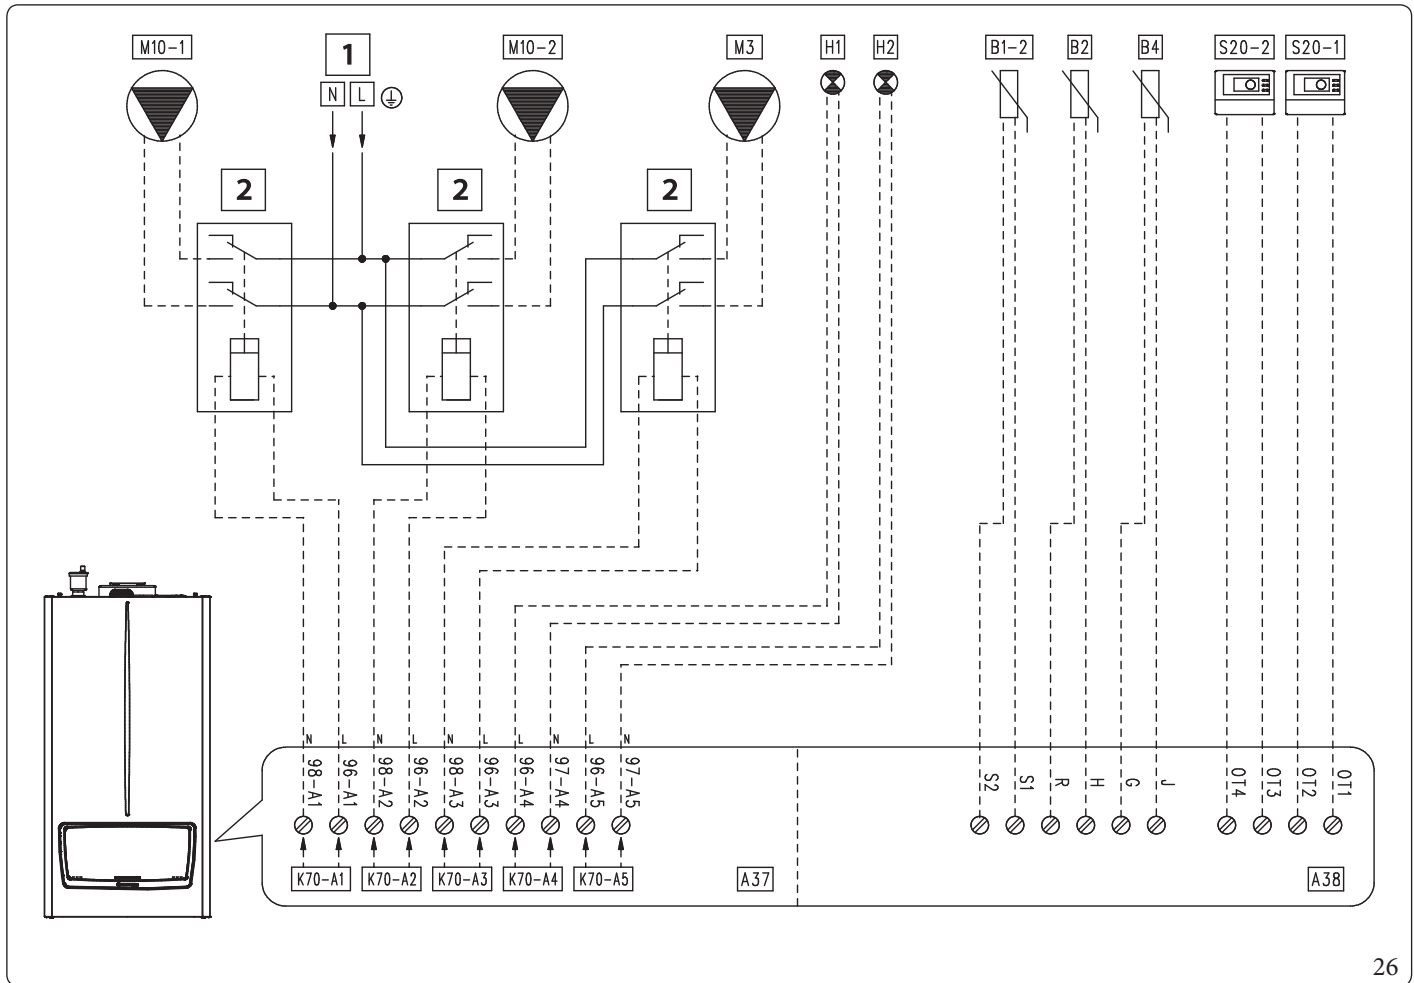 M10-1 1 M10-2 M3 H1 H2 B1-2 B2 B4 S20-2 S20-1
N L
2 2 2
N L N L N L L N L N
98-A1 96-A1 98-A2 96-A2 98-A3 96-A3 96-A4 97-A4 96-A5 97-A5 S2 S1 R H G J OT4 OT3 OT2 OT1
K70-A1 K70-A2 K70-A3 K70-A4 K70-A5 A37 A38
26